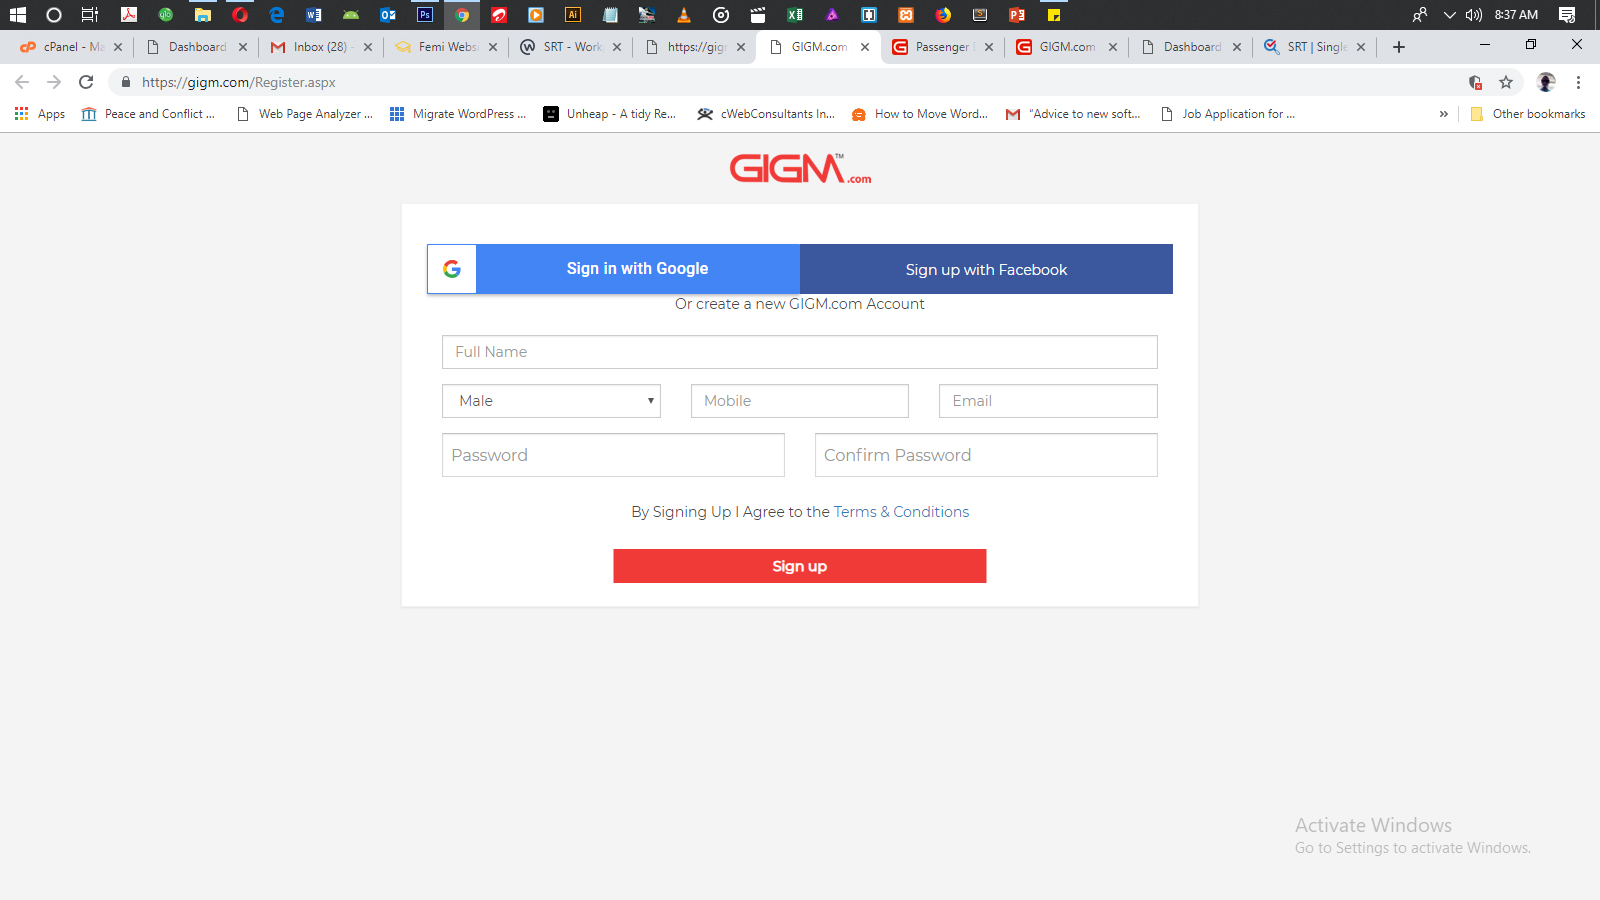 8:37 AM
cPanel - Ma
Dashboard
Inbox (28) -
Femi Websi
SRT - Work
https://gig
GIGM.com
Passenger
GIGM.com
Dashboard
SRT | Single
https://gigm.com/Register.aspx
Apps
Peace and Conflict ...
Web Page Analyzer ...
Migrate WordPress ...
Unheap - A tidy Re...
cWebConsultants In...
How to Move Word...
“Advice to new soft...
Job Application for ...
»
Other bookmarks
GIGM.com™
Sign in with Google
Sign up with Facebook
Or create a new GIGM.com Account
Full Name
Male
Mobile
Email
Password
Confirm Password
By Signing Up I Agree to the Terms & Conditions
Sign up
Activate Windows
Go to Settings to activate Windows.